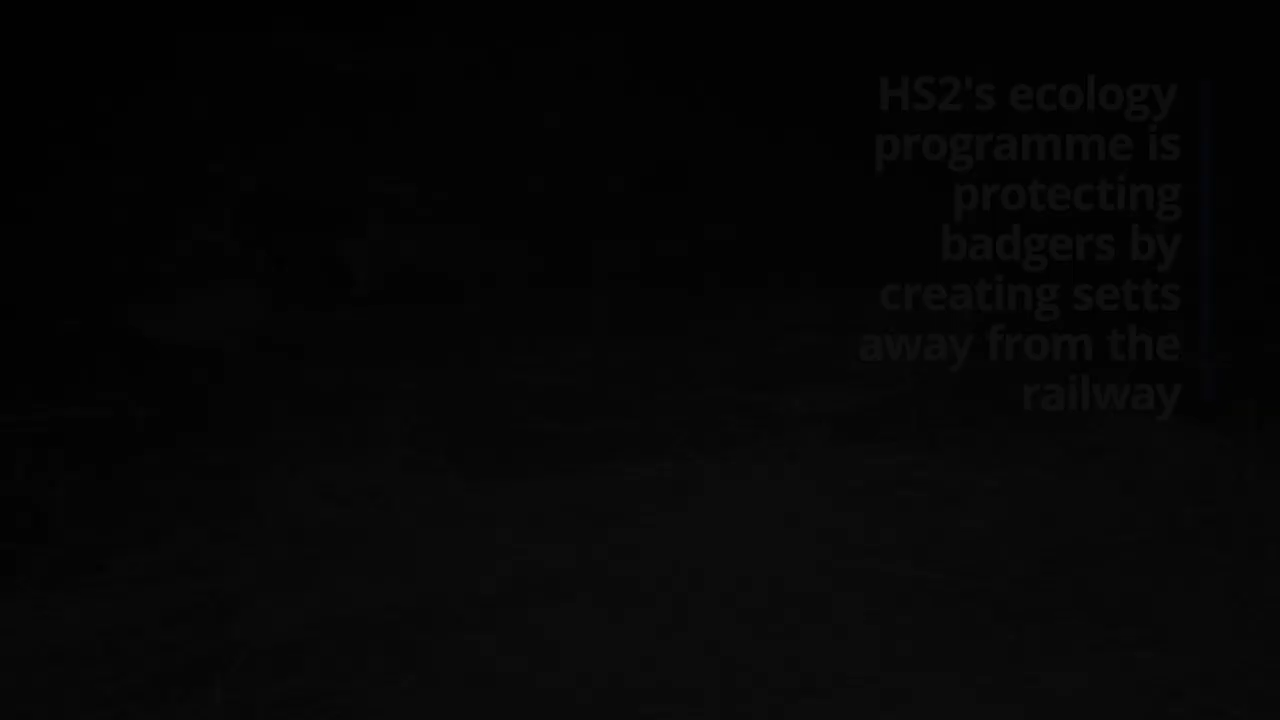 HS2's ecology
programme is
protecting
badgers by
creating setts
away from the
railway